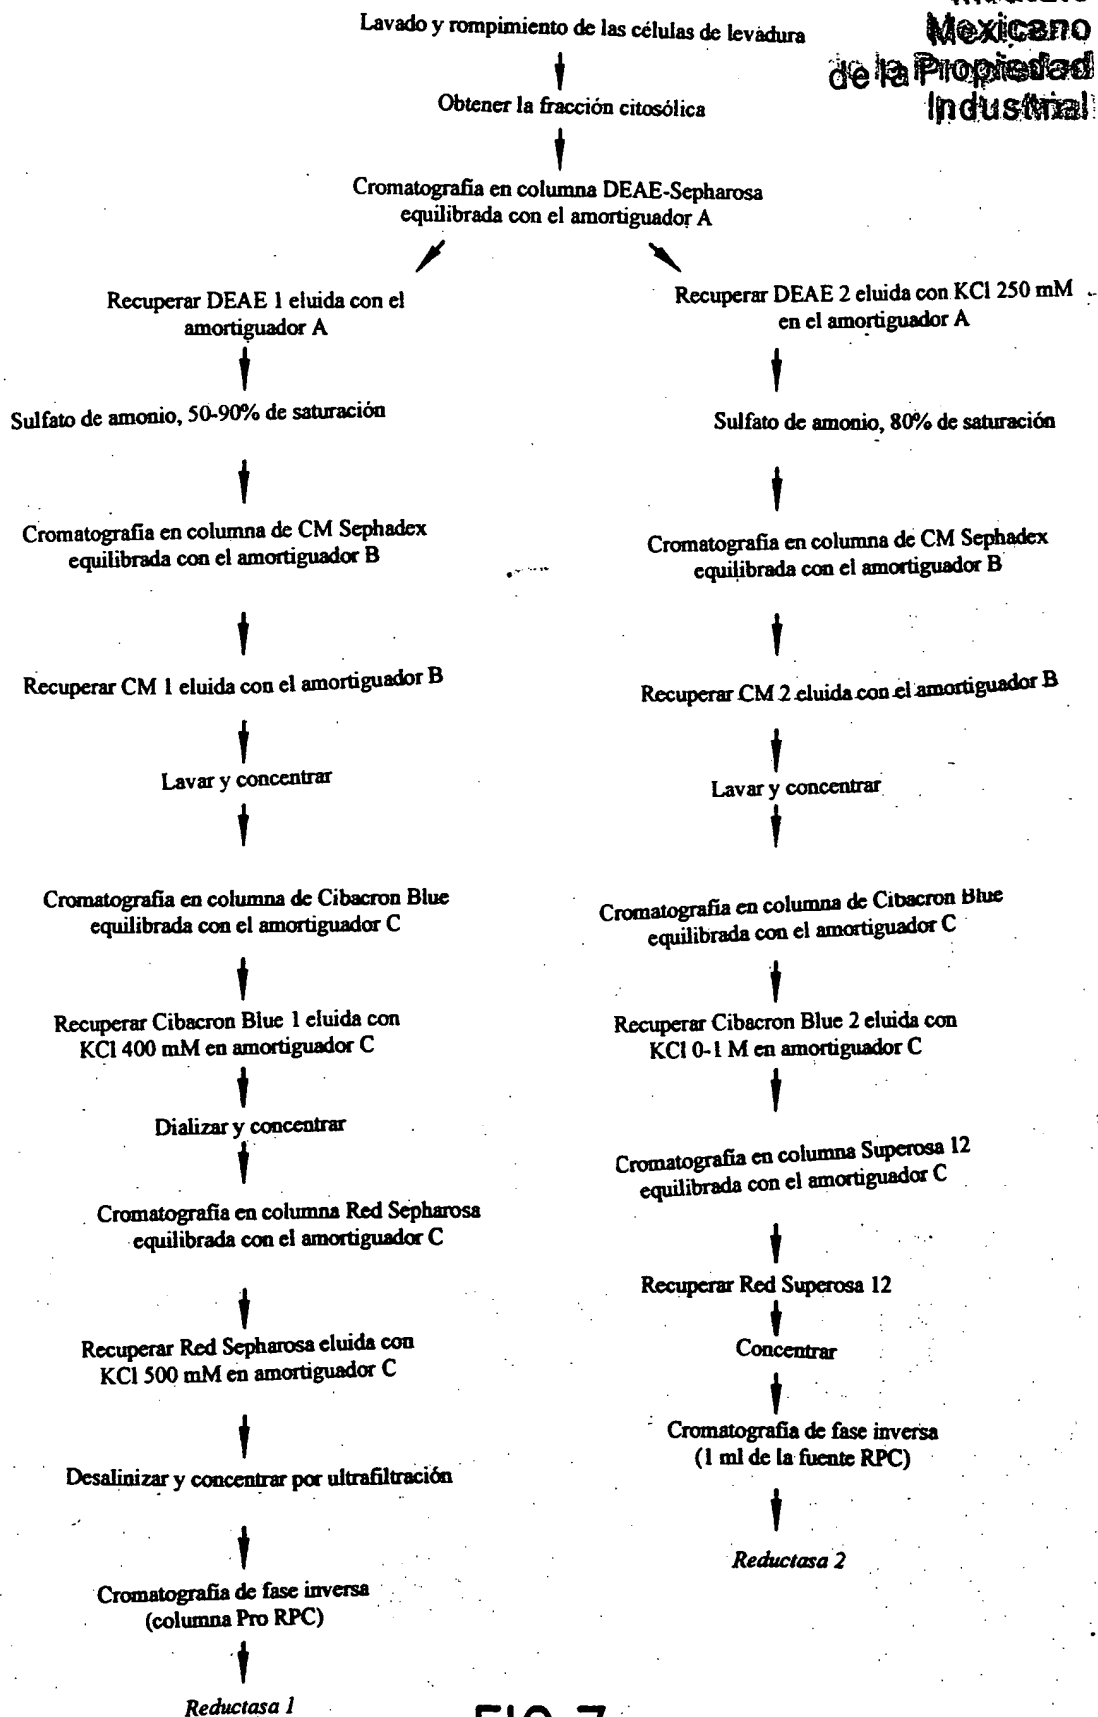 Lavado y rompimiento de las células de levadura
Mexicano
de la Propiedad
Industrial
Obtener la fracción citosólica
Cromatografía en columna DEAE-Sepharosa
equilibrada con el amortiguador A
Recuperar DEAE 1 eluida con el
amortiguador A
Sulfato de amonio, 50-90% de saturación
Cromatografía en columna de CM Sephadex
equilibrada con el amortiguador B
Recuperar CM 1 eluida con el amortiguador B
Lavar y concentrar
Cromatografía en columna de Cibacron Blue
equilibrada con el amortiguador C
Recuperar Cibacron Blue 1 eluida con
KCl 400 mM en amortiguador C
Dializar y concentrar
Cromatografía en columna Red Sepharosa
equilibrada con el amortiguador C
Recuperar Red Sepharosa eluida con
KCl 500 mM en amortiguador C
Desalinizar y concentrar por ultrafiltración
Cromatografía de fase inversa
(columna Pro RPC)
Reductasa 1
Recuperar DEAE 2 eluida con KCl 250 mM
en el amortiguador A
Sulfato de amonio, 80% de saturación
Cromatografía en columna de CM Sephadex
equilibrada con el amortiguador B
Recuperar CM 2 eluida con el amortiguador B
Lavar y concentrar
Cromatografía en columna de Cibacron Blue
equilibrada con el amortiguador C
Recuperar Cibacron Blue 2 eluida con
KCl 0-1 M en amortiguador C
Cromatografía en columna Superosa 12
equilibrada con el amortiguador C
Recuperar Red Superosa 12
Concentrar
Cromatografía de fase inversa
(1 ml de la fuente RPC)
Reductasa 2